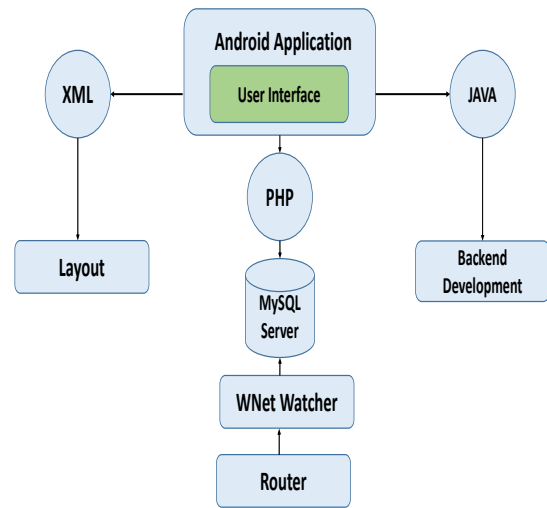 Android Application
User Interface
XML
JAVA
PHP
Layout
Backend
Development
MySQL
Server
WNet Watcher
Router